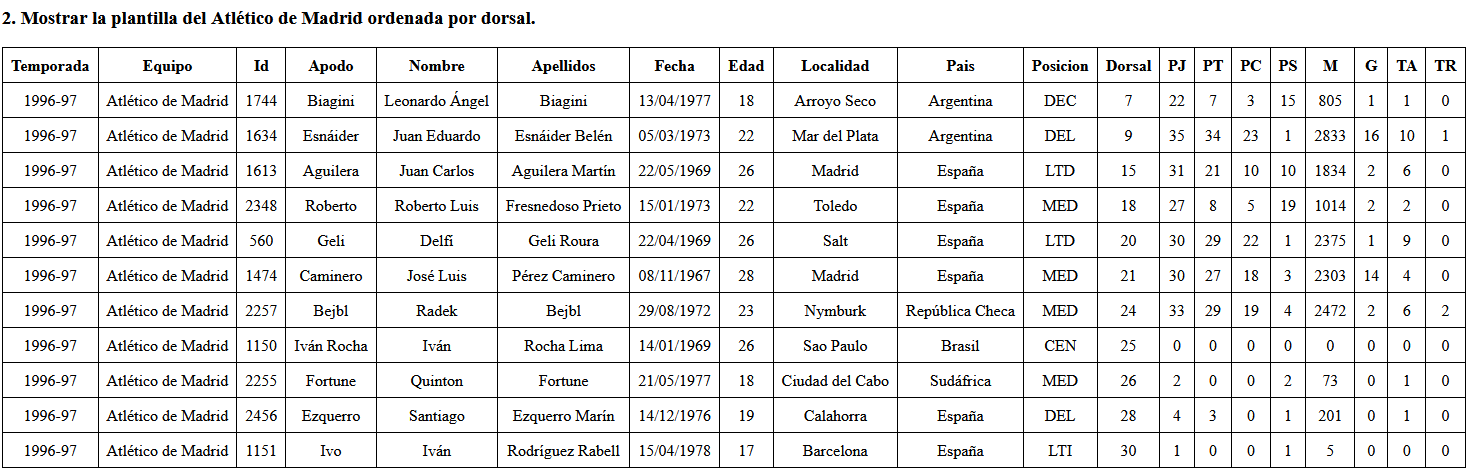 2. Mostrar la plantilla del Atlético de Madrid ordenada por dorsal.
Temporada Equipo Id Apodo Nombre Apellidos Fecha Edad Localidad Pais Posicion Dorsal PJ PT PC PS M G TA TR
1996-97 Atlético de Madrid 1744 Biagini Leonardo Ángel Biagini 13/04/1977 18 Arroyo Seco Argentina DEC 7 22 7 3 15 805 1 1 0
1996-97 Atlético de Madrid 1634 Esnáider Juan Eduardo Esnáider Belén 05/03/1973 22 Mar del Plata Argentina DEL 9 35 34 23 1 2833 16 10 1
1996-97 Atlético de Madrid 1613 Aguilera Juan Carlos Aguilera Martín 22/05/1969 26 Madrid España LTD 15 31 21 10 10 1834 2 6 0
1996-97 Atlético de Madrid 2348 Roberto Roberto Luis Fresnedoso Prieto 15/01/1973 22 Toledo España MED 18 27 8 5 19 1014 2 2 0
1996-97 Atlético de Madrid 560 Geli Delfí Geli Roura 22/04/1969 26 Salt España LTD 20 30 29 22 1 2375 1 9 0
1996-97 Atlético de Madrid 1474 Caminero José Luis Pérez Caminero 08/11/1967 28 Madrid España MED 21 30 27 18 3 2303 14 4 0
1996-97 Atlético de Madrid 2257 Bejbl Radek Bejbl 29/08/1972 23 Nymburk República Checa MED 24 33 29 19 4 2472 2 6 2
1996-97 Atlético de Madrid 1150 Iván Rocha Iván Rocha Lima 14/01/1969 26 Sao Paulo Brasil CEN 25 0 0 0 0 0 0 0 0
1996-97 Atlético de Madrid 2255 Fortune Quinton Fortune 21/05/1977 18 Ciudad del Cabo Sudáfrica MED 26 2 0 0 2 73 0 1 0
1996-97 Atlético de Madrid 2456 Ezquerro Santiago Ezquerro Marín 14/12/1976 19 Calahorra España DEL 28 4 3 0 1 201 0 1 0
1996-97 Atlético de Madrid 1151 Ivo Iván Rodríguez Rabell 15/04/1978 17 Barcelona España LTI 30 1 0 0 1 5 0 0 0